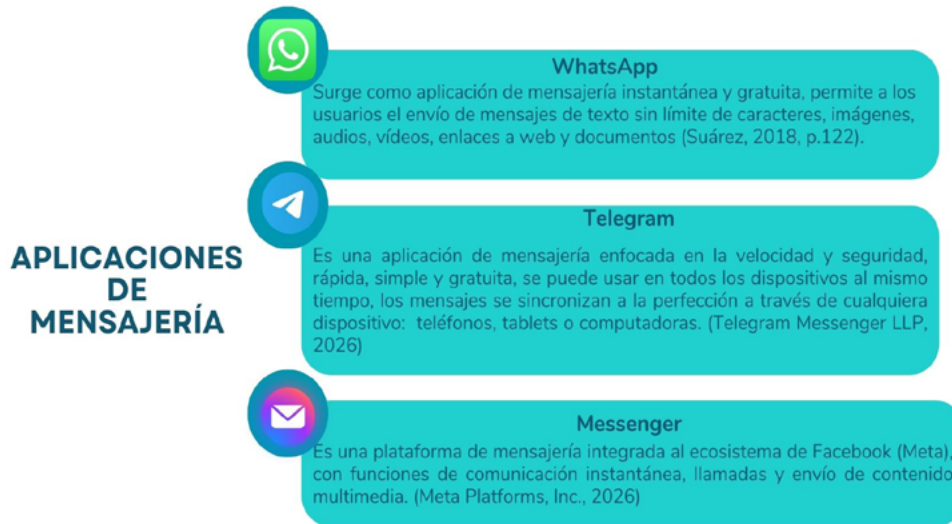 WhatsApp
Surge como aplicación de mensajería instantánea y gratuita, permite a los
usuarios el envío de mensajes de texto sin límite de caracteres, imágenes,
audios, vídeos, enlaces a web y documentos (Suárez, 2018, p.122).
APLICACIONES
DE
MENSAJERÍA
Telegram
Es una aplicación de mensajería enfocada en la velocidad y seguridad,
rápida, simple y gratuita, se puede usar en todos los dispositivos al mismo
tiempo, los mensajes se sincronizan a la perfección a través de cualquiera
dispositivo: teléfonos, tablets o computadoras. (Telegram Messenger LLP,
2026)
Messenger
Es una plataforma de mensajería integrada al ecosistema de Facebook (Meta),
con funciones de comunicación instantánea, llamadas y envío de contenido
multimedia. (Meta Platforms, Inc., 2026)